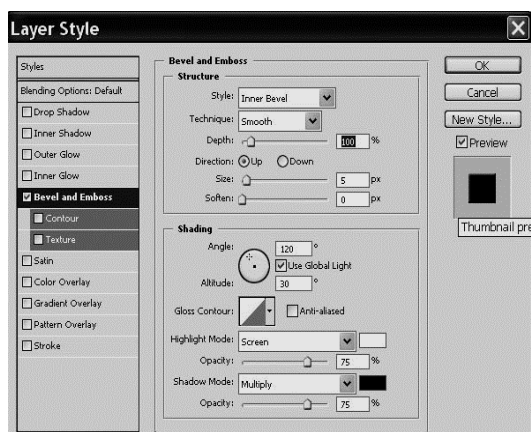 Layer Style
Styles
Blending Options: Default
Drop Shadow
Inner Shadow
Outer Glow
Inner Glow
Bevel and Emboss
Contour
Texture
Satin
Color Overlay
Gradient Overlay
Pattern Overlay
Stroke
Bevel and Emboss
Structure
Style: Inner Bevel
Technique: Smooth
Depth: 100 %
Direction: Up Down
Size: 5 px
Soften: 0 px
Shading
Angle: 120 °
Use Global Light
Altitude: 30 °
Gloss Contour: Anti-aliased
Highlight Mode: Screen
Opacity: 75 %
Shadow Mode: Multiply
Opacity: 75 %
OK
Cancel
New Style...
Preview
Thumbnail pre